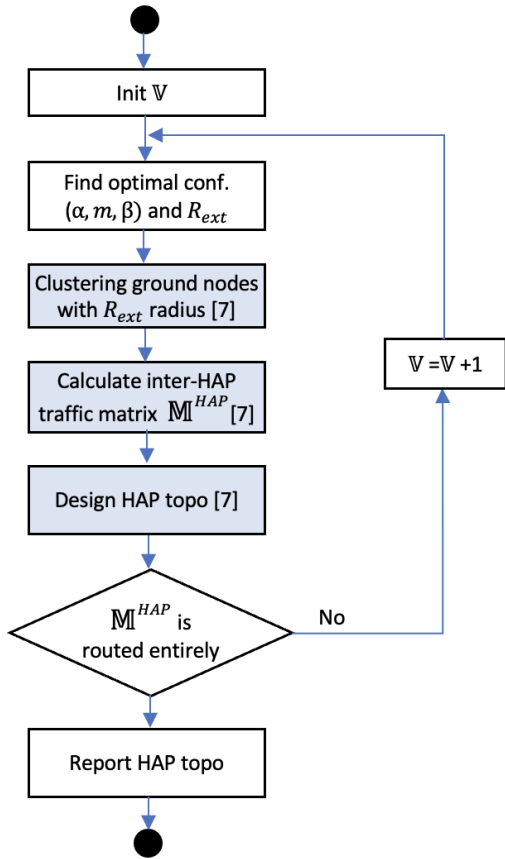 Init 𝕍
Find optimal conf.
(α, m, β) and R_ext
Clustering ground nodes
with R_ext radius [7]
Calculate inter-HAP
traffic matrix 𝕄^HAP [7]
𝕍 =𝕍 +1
Design HAP topo [7]
𝕄^HAP is
routed entirely
No
Report HAP topo